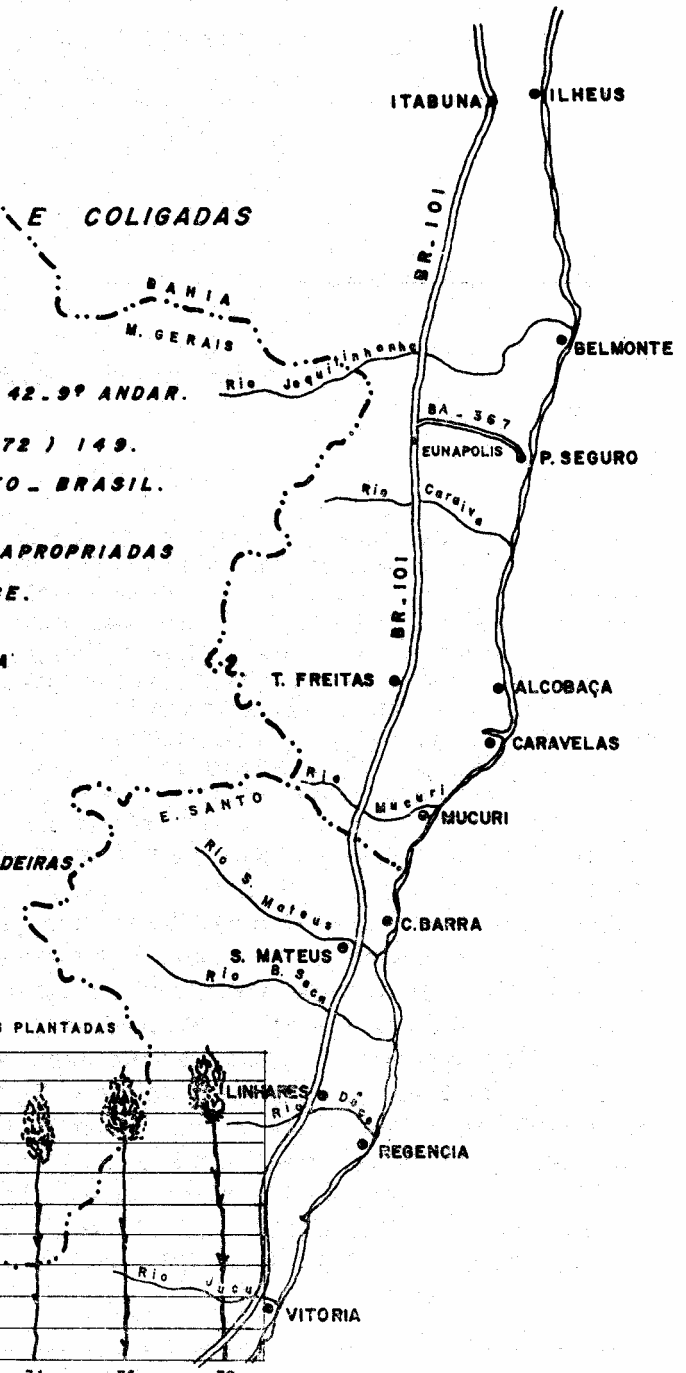 ITABUNA
ILHEUS
E COLIGADAS
BR-101
BAHIA
M. GERAIS
BELMONTE
Rio Jequitinhonha
42-9º ANDAR.
BA-367
72 ) 149.
EUNAPOLIS
P. SEGURO
O - BRASIL.
Rio Caraiva
APROPRIADAS
E.
BR-101
A
T. FREITAS
ALCOBAÇA
CARAVELAS
Rio Mucuri
E. SANTO
MUCURI
DEIRAS
Rio S. Mateus
C. BARRA
S. MATEUS
Rio B. Seca
PLANTADAS
LINHARES
Rio Dôce
REGENCIA
Rio Jucu
VITORIA